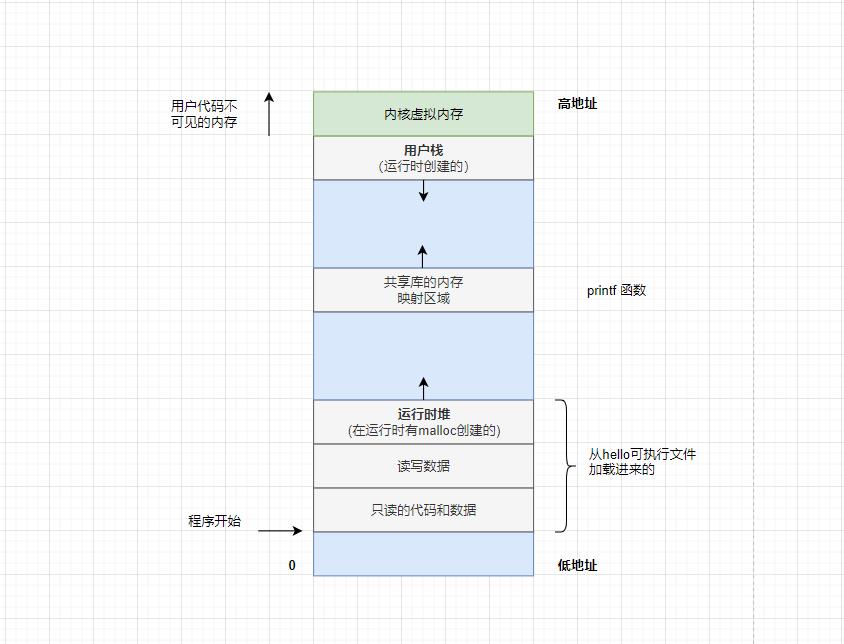 用户代码不
可见的内存
内核虚拟内存
高地址
用户栈
(运行时创建的)
共享库的内存
映射区域
printf 函数
运行时堆
(在运行时有malloc创建的)
读写数据
从hello可执行文件
加载进来的
只读的代码和数据
程序开始
0
低地址